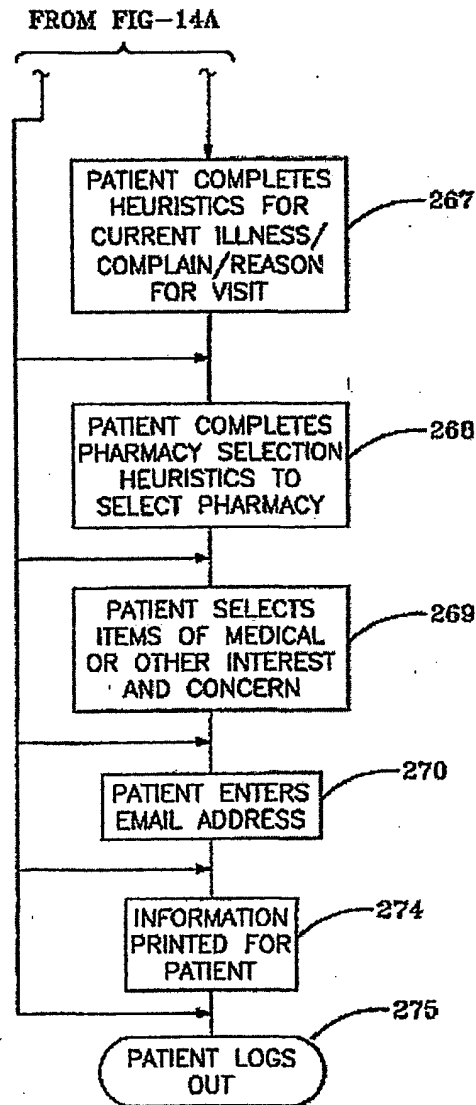 FROM FIG-14A
PATIENT COMPLETES
HEURISTICS FOR
CURRENT ILLNESS/
COMPLAIN/REASON
FOR VISIT
267
PATIENT COMPLETES
PHARMACY SELECTION
HEURISTICS TO
SELECT PHARMACY
268
PATIENT SELECTS
ITEMS OF MEDICAL
OR OTHER INTEREST
AND CONCERN
269
PATIENT ENTERS
EMAIL ADDRESS
270
INFORMATION
PRINTED FOR
PATIENT
274
PATIENT LOGS
OUT
275